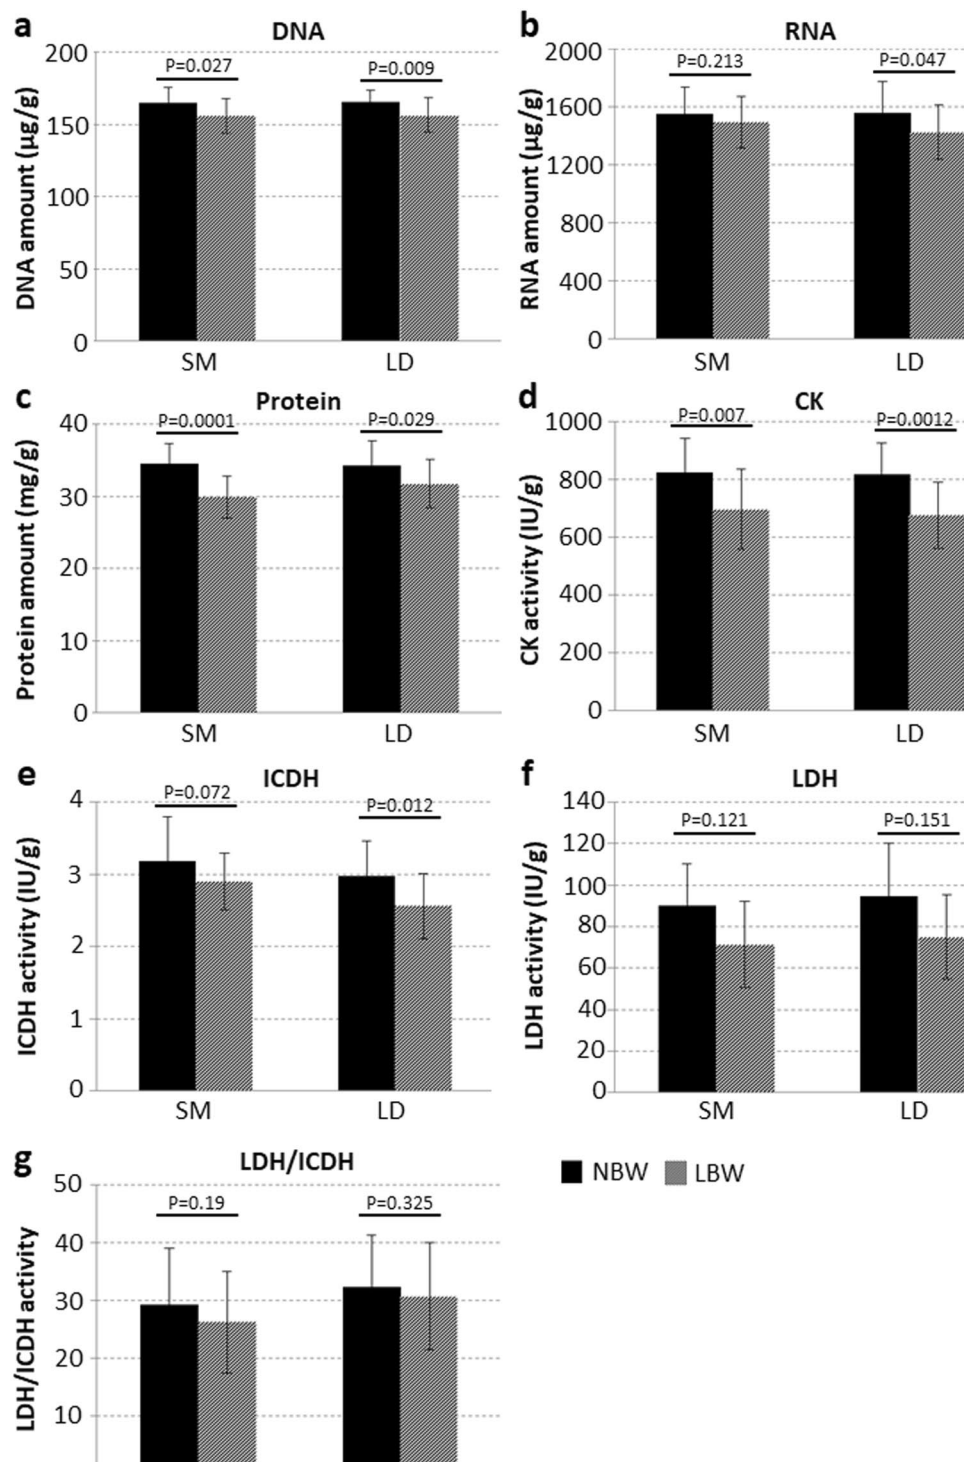 a
DNA
DNA amount (µg/g)
200
150
100
50
0
P=0.027
P=0.009
SM
LD
b
RNA
RNA amount (µg/g)
2000
1600
1200
800
400
0
P=0.213
P=0.047
SM
LD
c
Protein
Protein amount (mg/g)
40
30
20
10
0
P=0.0001
P=0.029
SM
LD
d
CK
CK activity (IU/g)
1000
800
600
400
200
0
P=0.007
P=0.0012
SM
LD
e
ICDH
ICDH activity (IU/g)
4
3
2
1
0
P=0.072
P=0.012
SM
LD
f
LDH
LDH activity (IU/g)
140
120
100
80
60
40
20
0
P=0.121
P=0.151
SM
LD
g
LDH/ICDH
LDH/ICDH activity
50
40
30
20
10
P=0.19
P=0.325
NBW
LBW